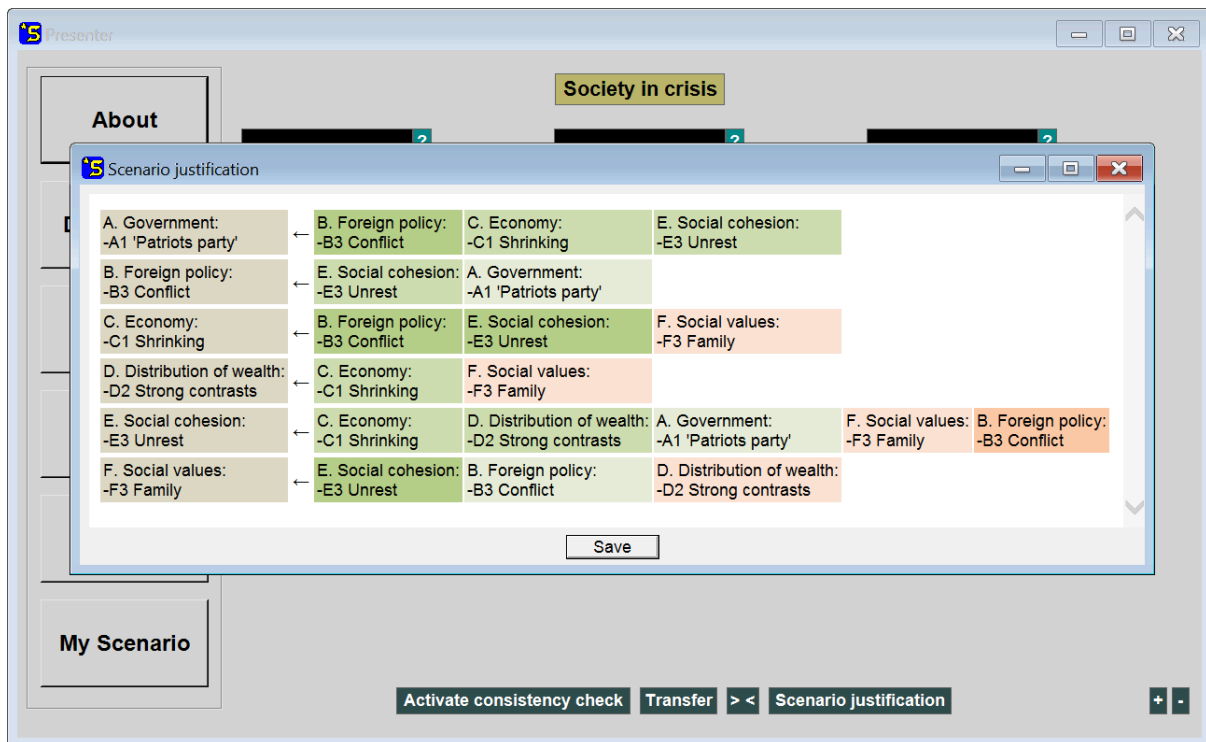 Presenter
Society in crisis
About
? ? ?
Scenario justification
A. Government: B. Foreign policy: C. Economy: E. Social cohesion:
-A1 'Patriots party' ← -B3 Conflict -C1 Shrinking -E3 Unrest
B. Foreign policy: E. Social cohesion: A. Government:
-B3 Conflict ← -E3 Unrest -A1 'Patriots party'
C. Economy: B. Foreign policy: E. Social cohesion: F. Social values:
-C1 Shrinking ← -B3 Conflict -E3 Unrest -F3 Family
D. Distribution of wealth: C. Economy: F. Social values:
-D2 Strong contrasts ← -C1 Shrinking -F3 Family
E. Social cohesion: C. Economy: D. Distribution of wealth: A. Government: F. Social values: B. Foreign policy:
-E3 Unrest ← -C1 Shrinking -D2 Strong contrasts -A1 'Patriots party' -F3 Family -B3 Conflict
F. Social values: E. Social cohesion: B. Foreign policy: D. Distribution of wealth:
-F3 Family ← -E3 Unrest -B3 Conflict -D2 Strong contrasts
Save
My Scenario
Activate consistency check Transfer > < Scenario justification + -